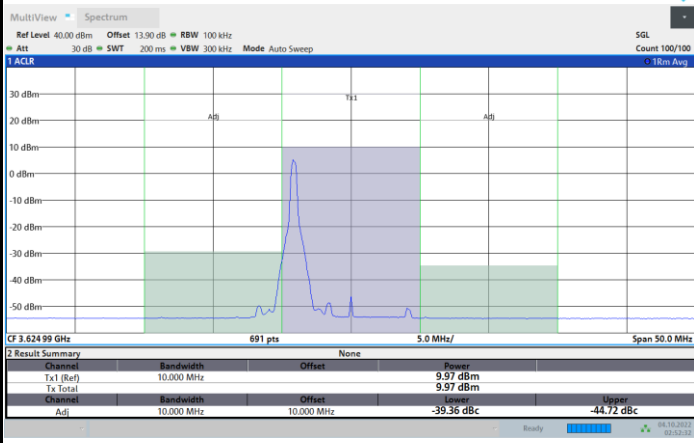 MultiView Spectrum
Ref Level 40.00 dBm Offset 13.90 dB RBW 100 kHz SGL
Att 30 dB SWT 200 ms VBW 300 kHz Mode Auto Sweep Count 100/100
1 ACLR 1Rm Avg
30 dBm
Tx1
20 dBm
Adj Adj
10 dBm
0 dBm
-10 dBm
-20 dBm
-30 dBm
-40 dBm
-50 dBm
CF 3.624 99 GHz 691 pts 5.0 MHz/ Span 50.0 MHz
2 Result Summary None
Channel Bandwidth Offset Power
Tx1 (Ref) 10.000 MHz 9.97 dBm
Tx Total 9.97 dBm
Channel Bandwidth Offset Lower Upper
Adj 10.000 MHz 10.000 MHz -39.36 dBc -44.72 dBc
Ready 04.10.2022
02:52:32